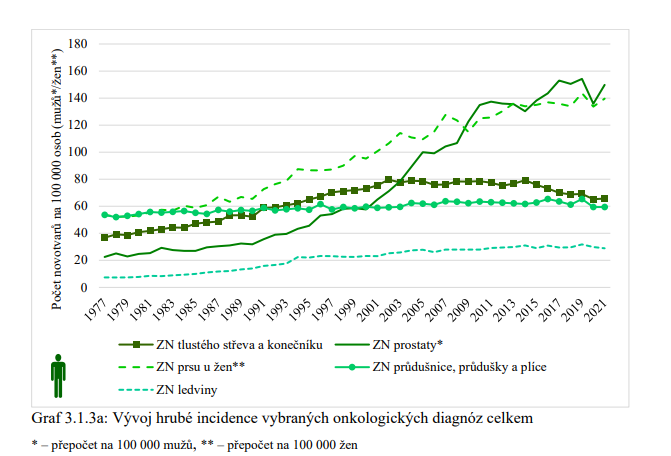 Počet novotvarů na 100 000 osob (mužů*/žen**)
180
160
140
120
100
80
60
40
20
0
1977 1979 1981 1983 1985 1987 1989 1991 1993 1995 1997 1999 2001 2003 2005 2007 2009 2011 2013 2015 2017 2019 2021
ZN tlustého střeva a konečníku ZN prostaty*
ZN prsu u žen** ZN průdušnice, průdušky a plíce
ZN ledviny
Graf 3.1.3a: Vývoj hrubé incidence vybraných onkologických diagnóz celkem
* – přepočet na 100 000 mužů, ** – přepočet na 100 000 žen